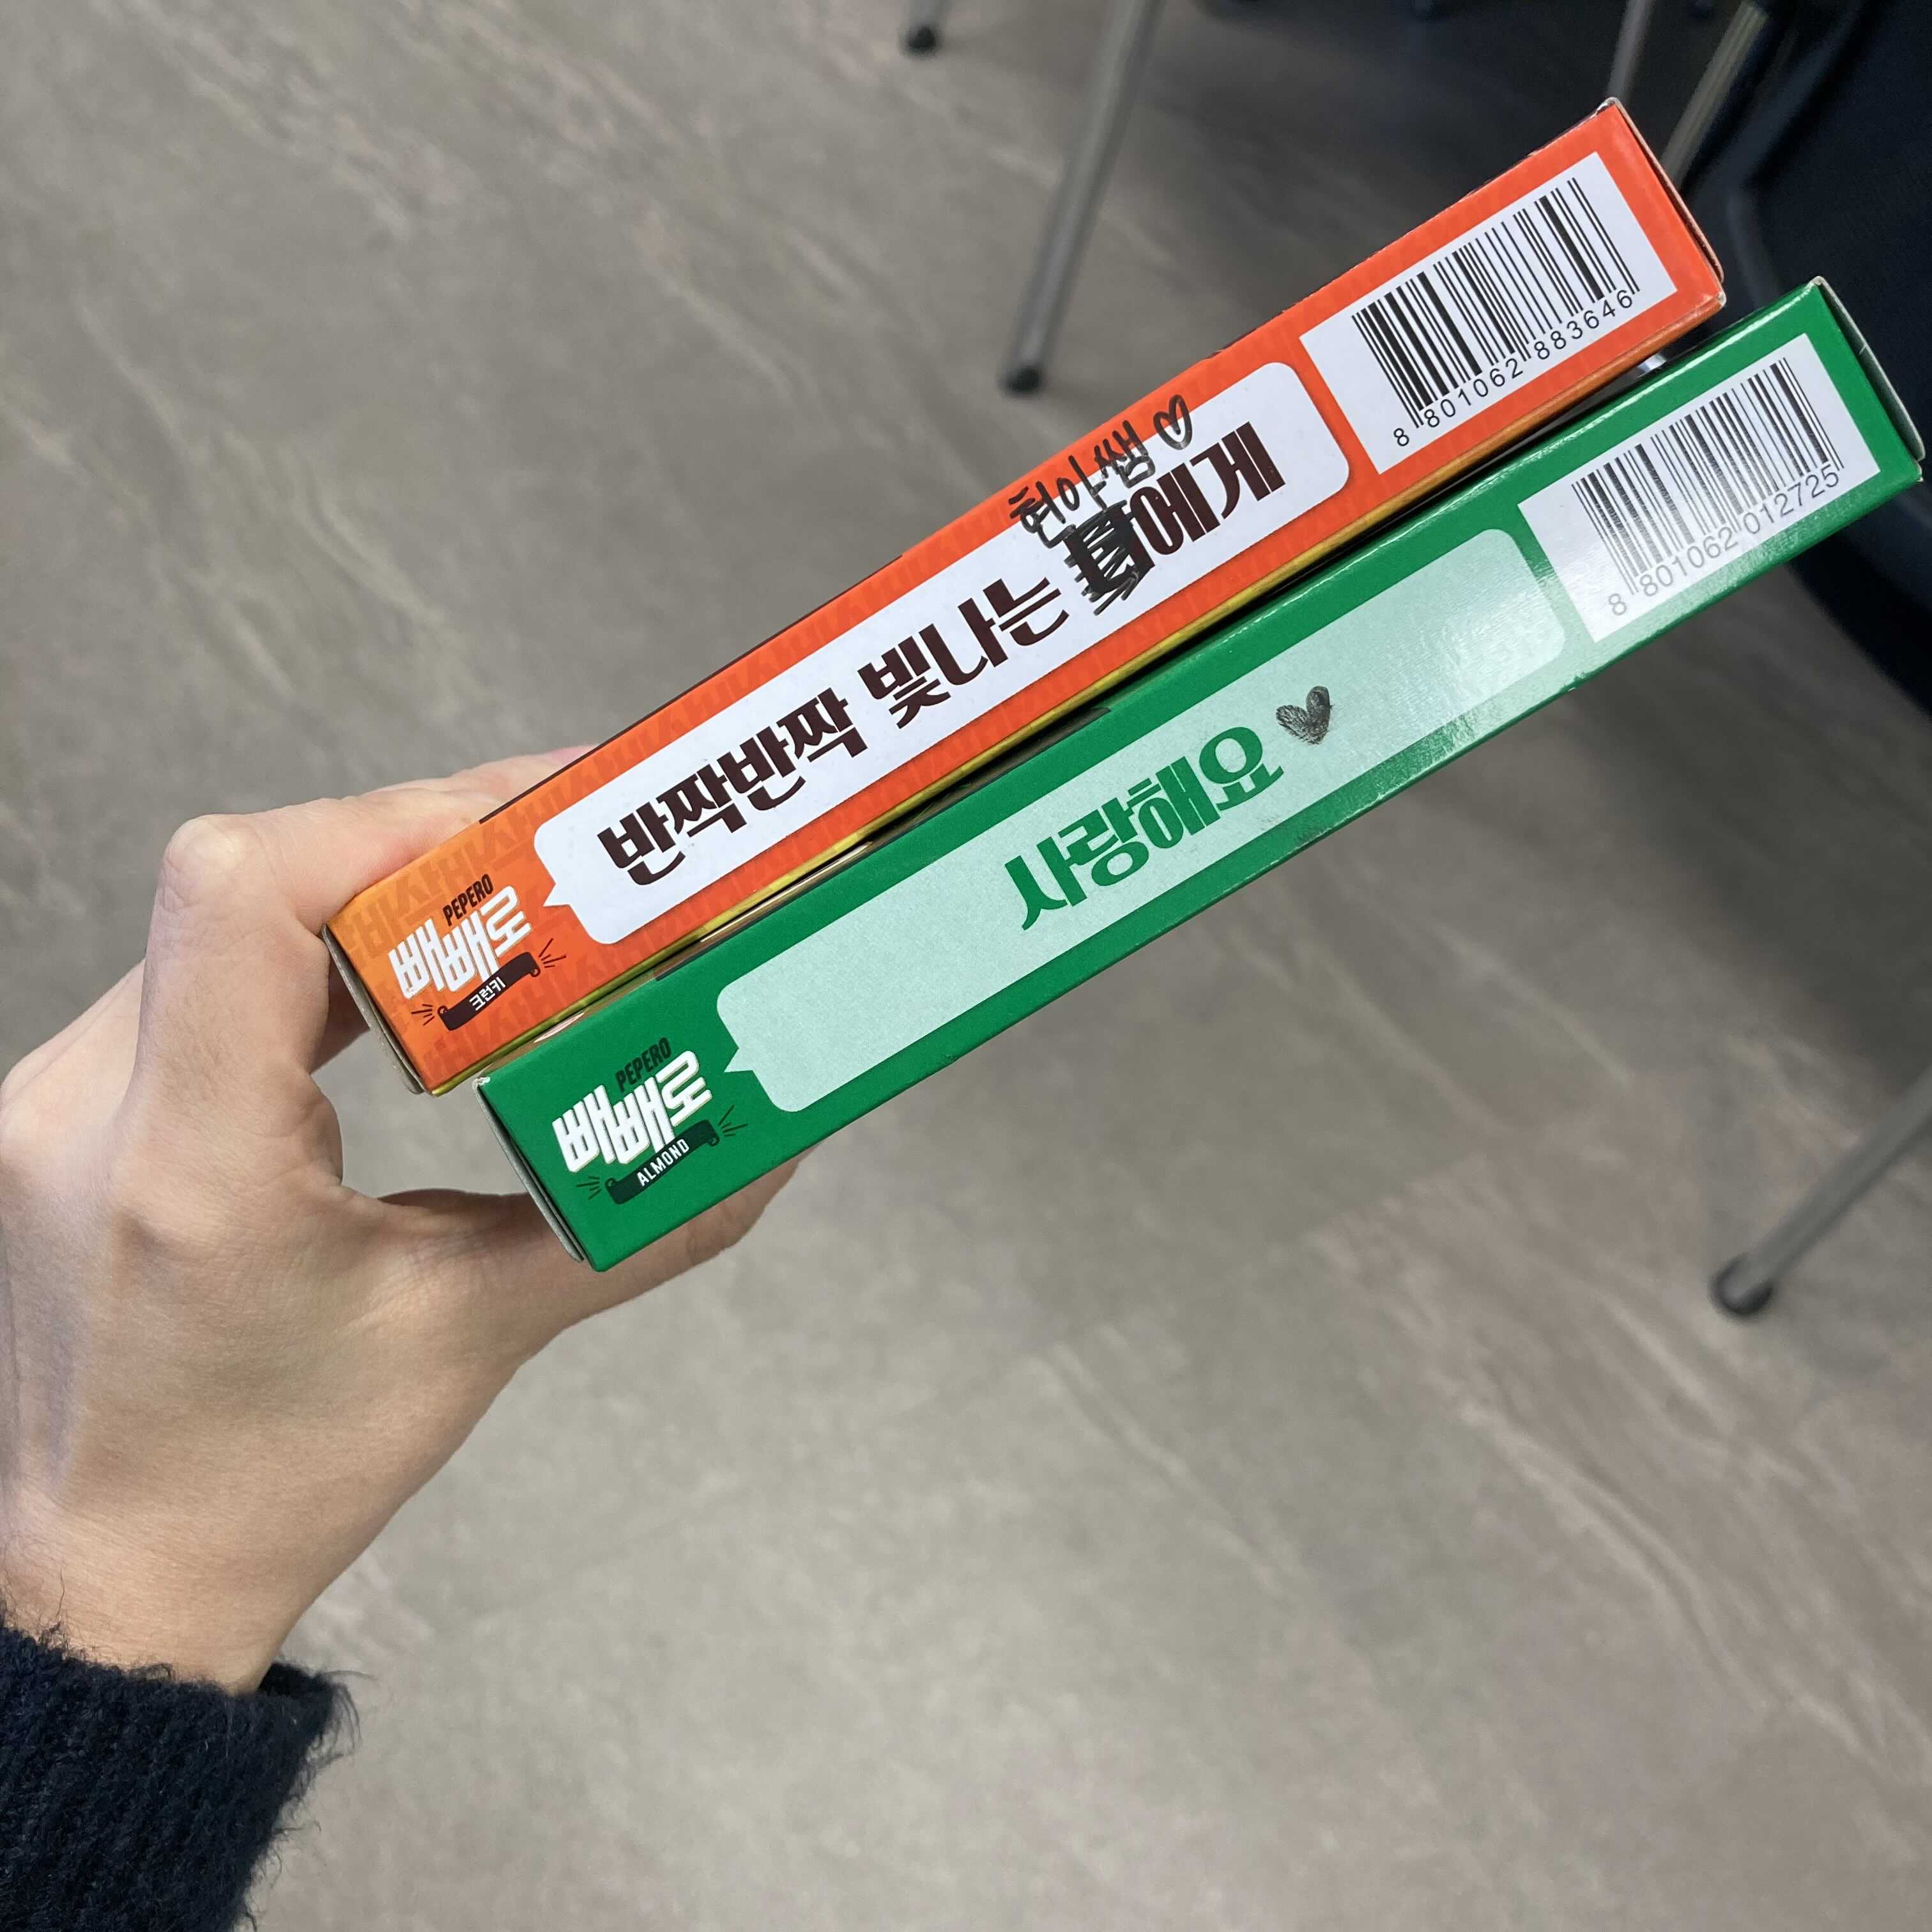 PEPERO
빼빼로
크런키
현아쌤 ♡
반짝반짝 빛나는 에게
8 801062 883646
PEPERO
빼빼로
ALMOND
사랑해요 ♥
8 801062 012725